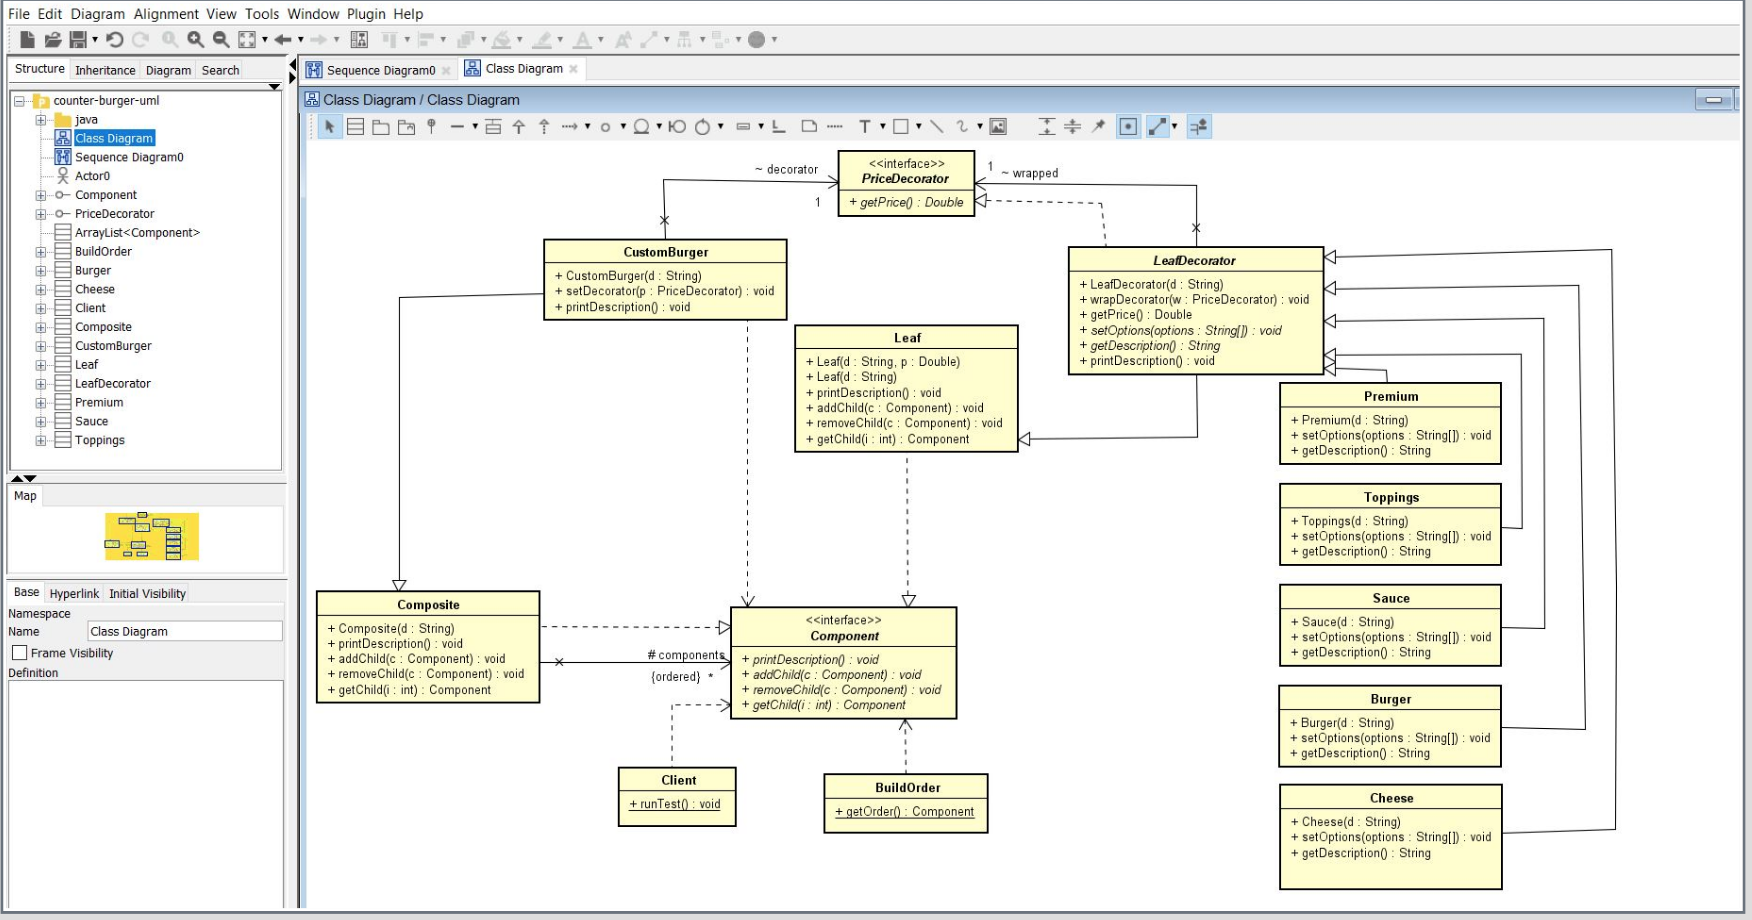 File Edit Diagram Alignment View Tools Window Plugin Help
Structure Inheritance Diagram Search
counter-burger-uml
java
Class Diagram
Sequence Diagram0
Actor0
Component
PriceDecorator
ArrayList<Component>
BuildOrder
Burger
Cheese
Client
Composite
CustomBurger
Leaf
LeafDecorator
Premium
Sauce
Toppings
Map
Base Hyperlink Initial Visibility
Namespace
Name Class Diagram
Frame Visibility
Definition
Sequence Diagram0 Class Diagram
Class Diagram / Class Diagram
~ decorator
1
<<interface>>
PriceDecorator
+ getPrice() : Double
1
~ wrapped
CustomBurger
+ CustomBurger(d : String)
+ setDecorator(p : PriceDecorator) : void
+ printDescription() : void
LeafDecorator
+ LeafDecorator(d : String)
+ wrapDecorator(w : PriceDecorator) : void
+ getPrice() : Double
+ setOptions(options : String[]) : void
+ getDescription() : String
+ printDescription() : void
Leaf
+ Leaf(d : String, p : Double)
+ Leaf(d : String)
+ printDescription() : void
+ addChild(c : Component) : void
+ removeChild(c : Component) : void
+ getChild(i : int) : Component
Premium
+ Premium(d : String)
+ setOptions(options : String[]) : void
+ getDescription() : String
Toppings
+ Toppings(d : String)
+ setOptions(options : String[]) : void
+ getDescription() : String
Sauce
+ Sauce(d : String)
+ setOptions(options : String[]) : void
+ getDescription() : String
Burger
+ Burger(d : String)
+ setOptions(options : String[]) : void
+ getDescription() : String
Cheese
+ Cheese(d : String)
+ setOptions(options : String[]) : void
+ getDescription() : String
Composite
+ Composite(d : String)
+ printDescription() : void
+ addChild(c : Component) : void
+ removeChild(c : Component) : void
+ getChild(i : int) : Component
# components
{ordered} *
<<interface>>
Component
+ printDescription() : void
+ addChild(c : Component) : void
+ removeChild(c : Component) : void
+ getChild(i : int) : Component
Client
+ runTest() : void
BuildOrder
+ getOrder() : Component